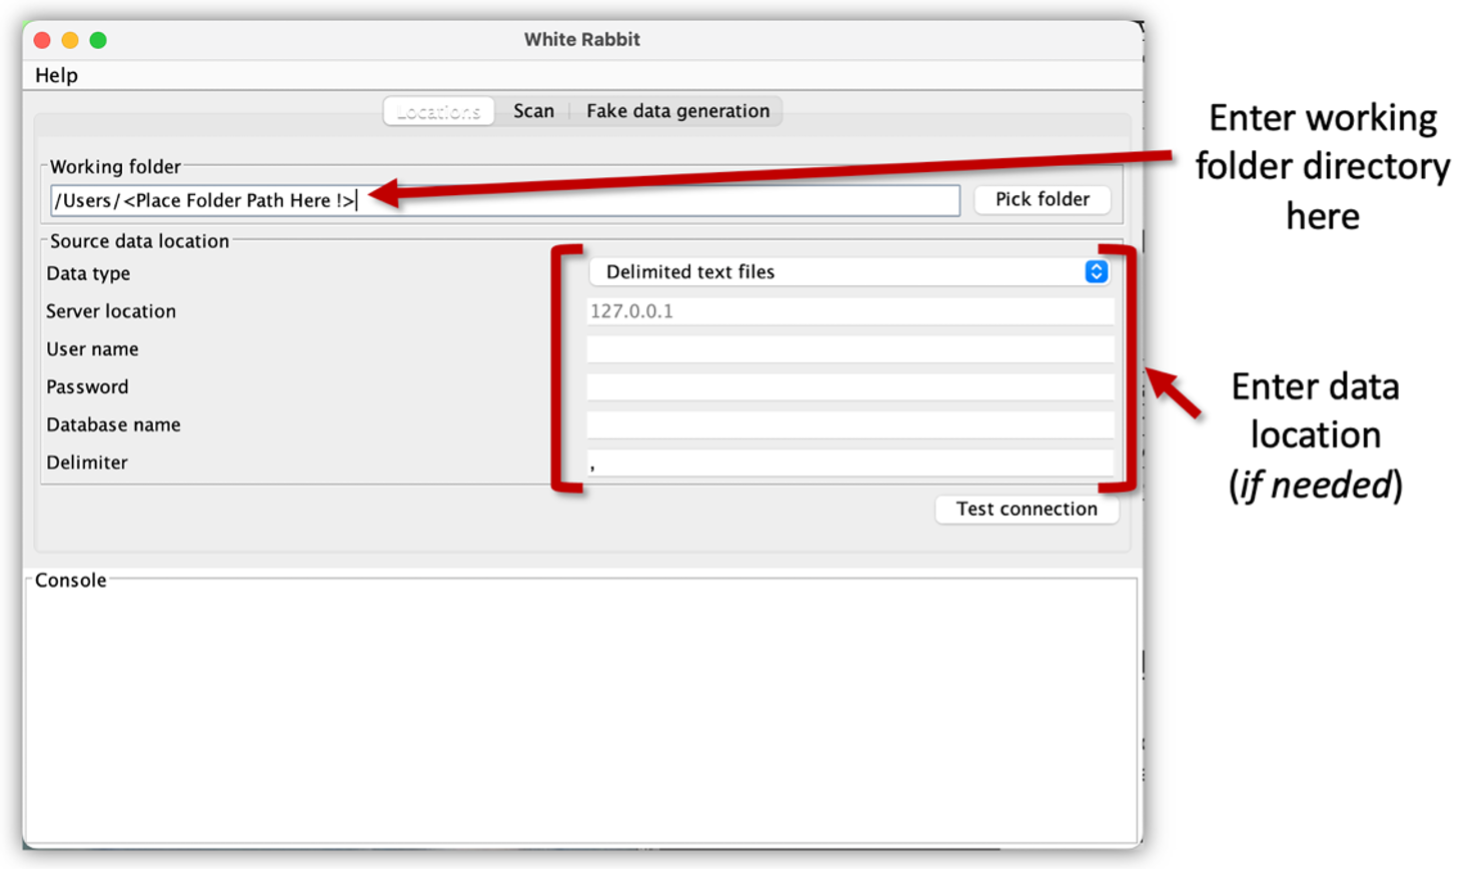 White Rabbit
Help
Locations Scan Fake data generation
Working folder
/Users/<Place Folder Path Here !> Pick folder
Source data location
Data type Delimited text files
Server location 127.0.0.1
User name
Password
Database name
Delimiter ,
Test connection
Console
Enter working
folder directory
here
Enter data
location
(if needed)